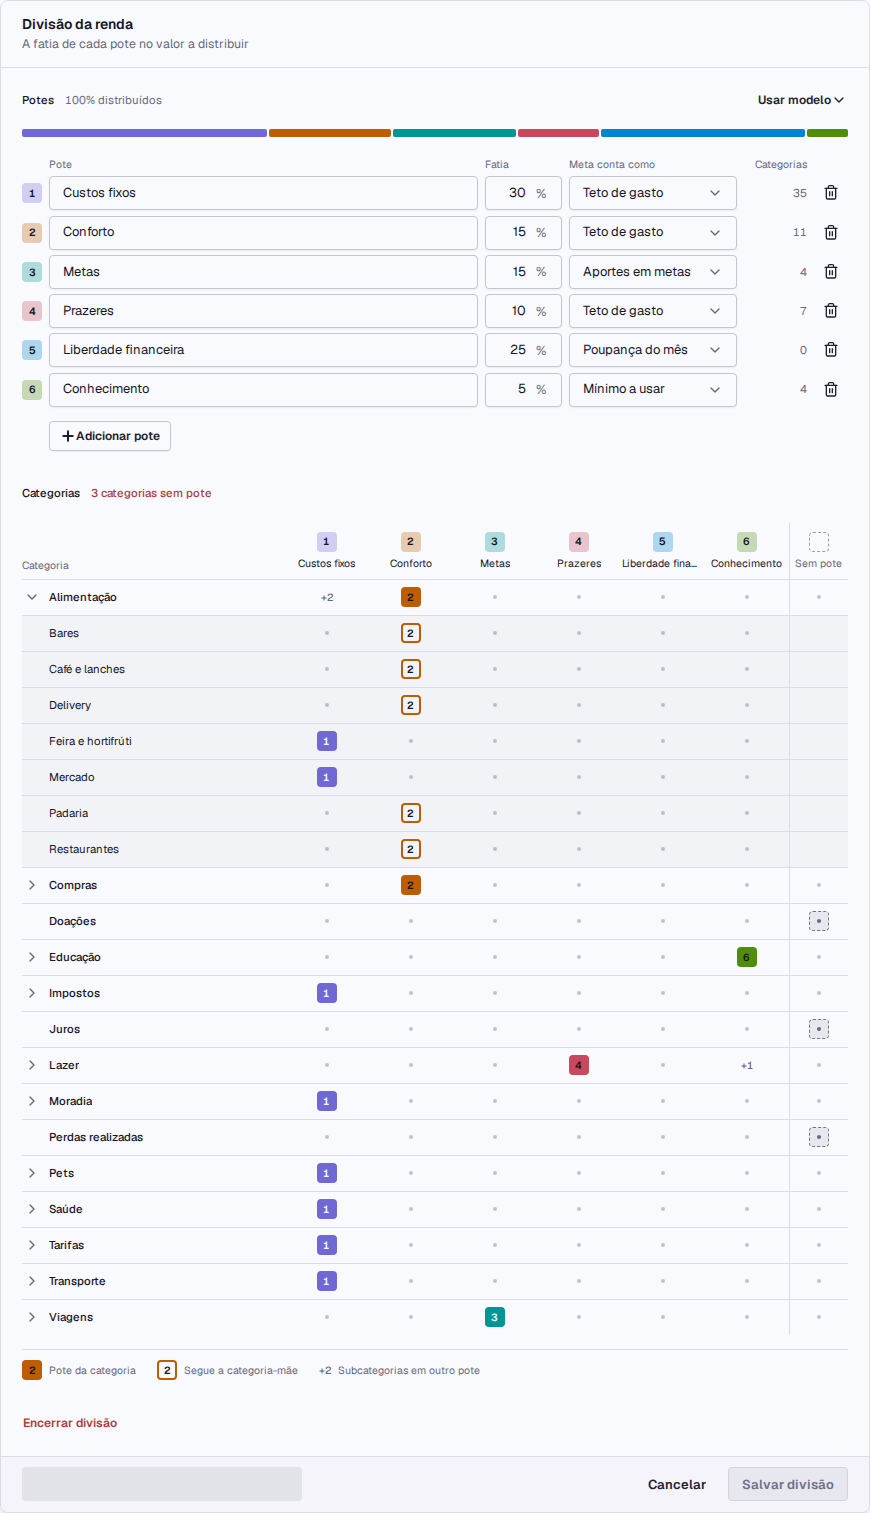 Divisão da renda
A fatia de cada pote no valor a distribuir
Potes 100% distribuídos Usar modelo
Pote Fatia Meta conta como Categorias
1 Custos fixos 30 % Teto de gasto 35
2 Conforto 15 % Teto de gasto 11
3 Metas 15 % Aportes em metas 4
4 Prazeres 10 % Teto de gasto 7
5 Liberdade financeira 25 % Poupança do mês 0
6 Conhecimento 5 % Mínimo a usar 4
Adicionar pote
Categorias 3 categorias sem pote
1 2 3 4 5 6
Categoria Custos fixos Conforto Metas Prazeres Liberdade fina... Conhecimento Sem pote
Alimentação +2 2
Bares 2
Café e lanches 2
Delivery 2
Feira e hortifrúti 1
Mercado 1
Padaria 2
Restaurantes 2
Compras 2
Doações
Educação 6
Impostos 1
Juros
Lazer 4 +1
Moradia 1
Perdas realizadas
Pets 1
Saúde 1
Tarifas 1
Transporte 1
Viagens 3
2 Pote da categoria 2 Segue a categoria-mãe +2 Subcategorias em outro pote
Encerrar divisão
Cancelar Salvar divisão